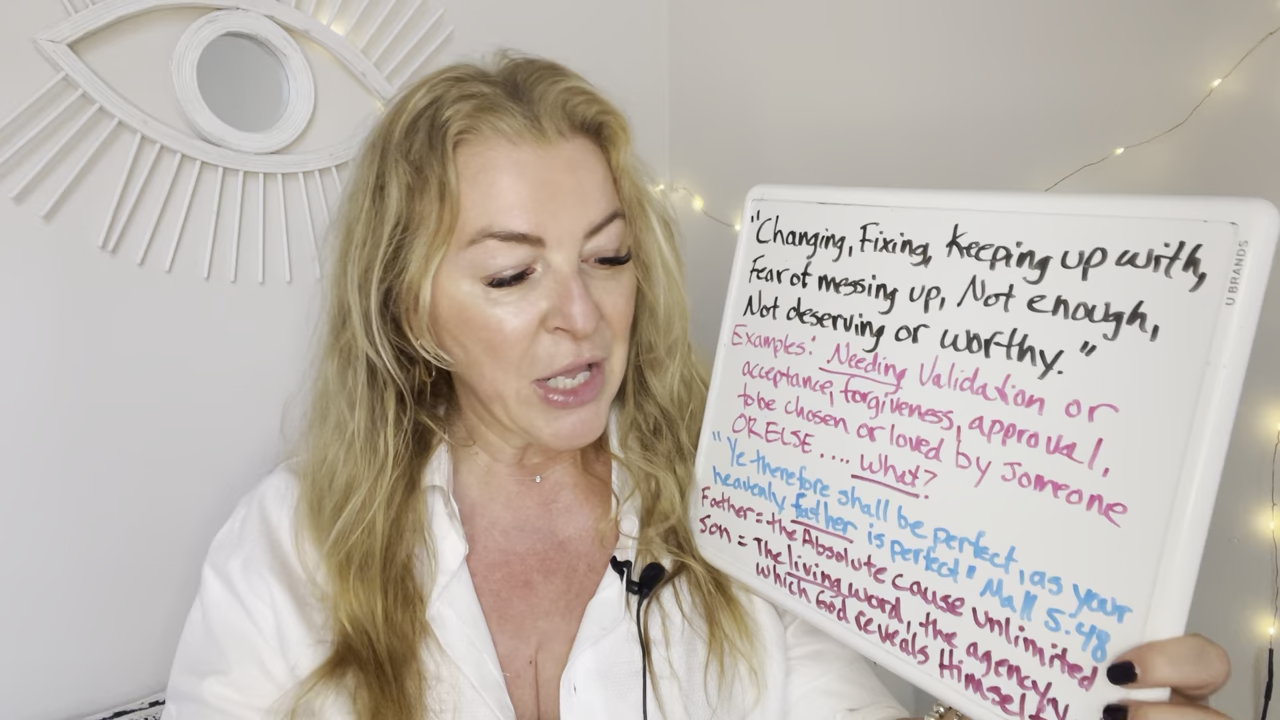 "Changing, Fixing, Keeping up with,
Fear of messing up, Not enough,
Not deserving or worthy."
Examples: Needing Validation or
acceptance, forgiveness, approval,
to be chosen or loved by someone
OR ELSE .... What?
"Ye therefore shall be perfect, as your
heavenly father is perfect" Matt 5:48
Father = the Absolute cause unlimited
Son = The living word, the agency
which God reveals Himself
U BRANDS